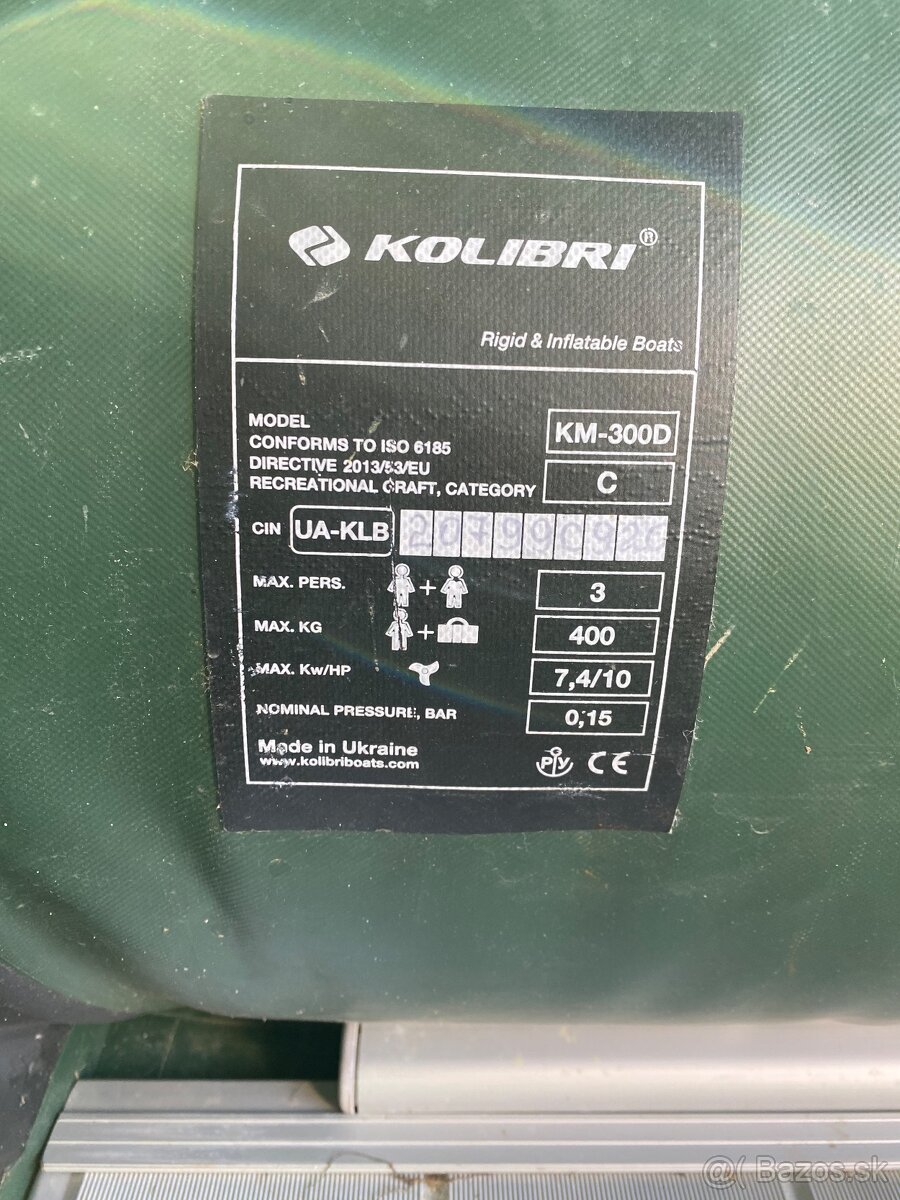 KOLIBRI®
Rigid & Inflatable Boats
MODEL KM-300D
CONFORMS TO ISO 6185
DIRECTIVE 2013/53/EU
RECREATIONAL CRAFT, CATEGORY C
CIN UA-KLB
MAX. PERS. + 3
MAX. KG + 400
MAX. Kw/HP 7,4/10
NOMINAL PRESSURE, BAR 0,15
Made in Ukraine
www.kolibriboats.com
РУ CE
@( Bazos.sk